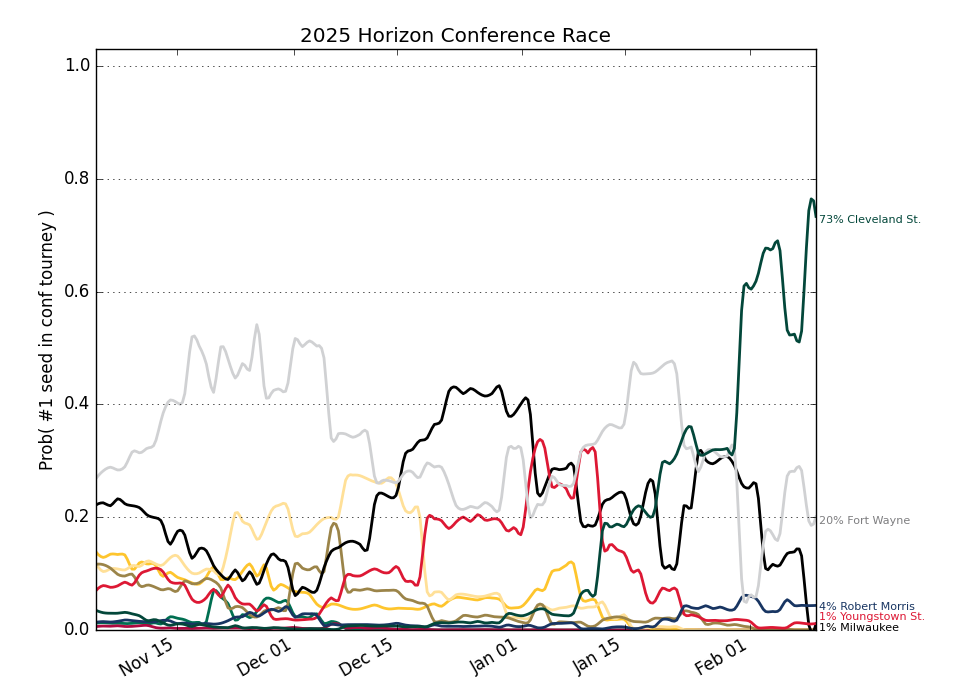 2025 Horizon Conference Race
Prob( #1 seed in conf tourney )
1.0
0.8
0.6
0.4
0.2
0.0
Nov 15
Dec 01
Dec 15
Jan 01
Jan 15
Feb 01
73% Cleveland St.
20% Fort Wayne
4% Robert Morris
1% Youngstown St.
1% Milwaukee